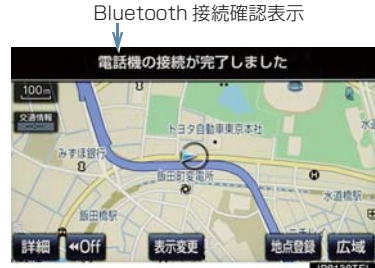 Bluetooth 接続確認表示
電話機の接続が完了しました
100m
交通情報
トヨタ自動車東京本社
みずほ銀行
飯田町変電所
水道橋駅
飯田橋駅
詳細
◀◀Off
表示変更
地点登録
広域